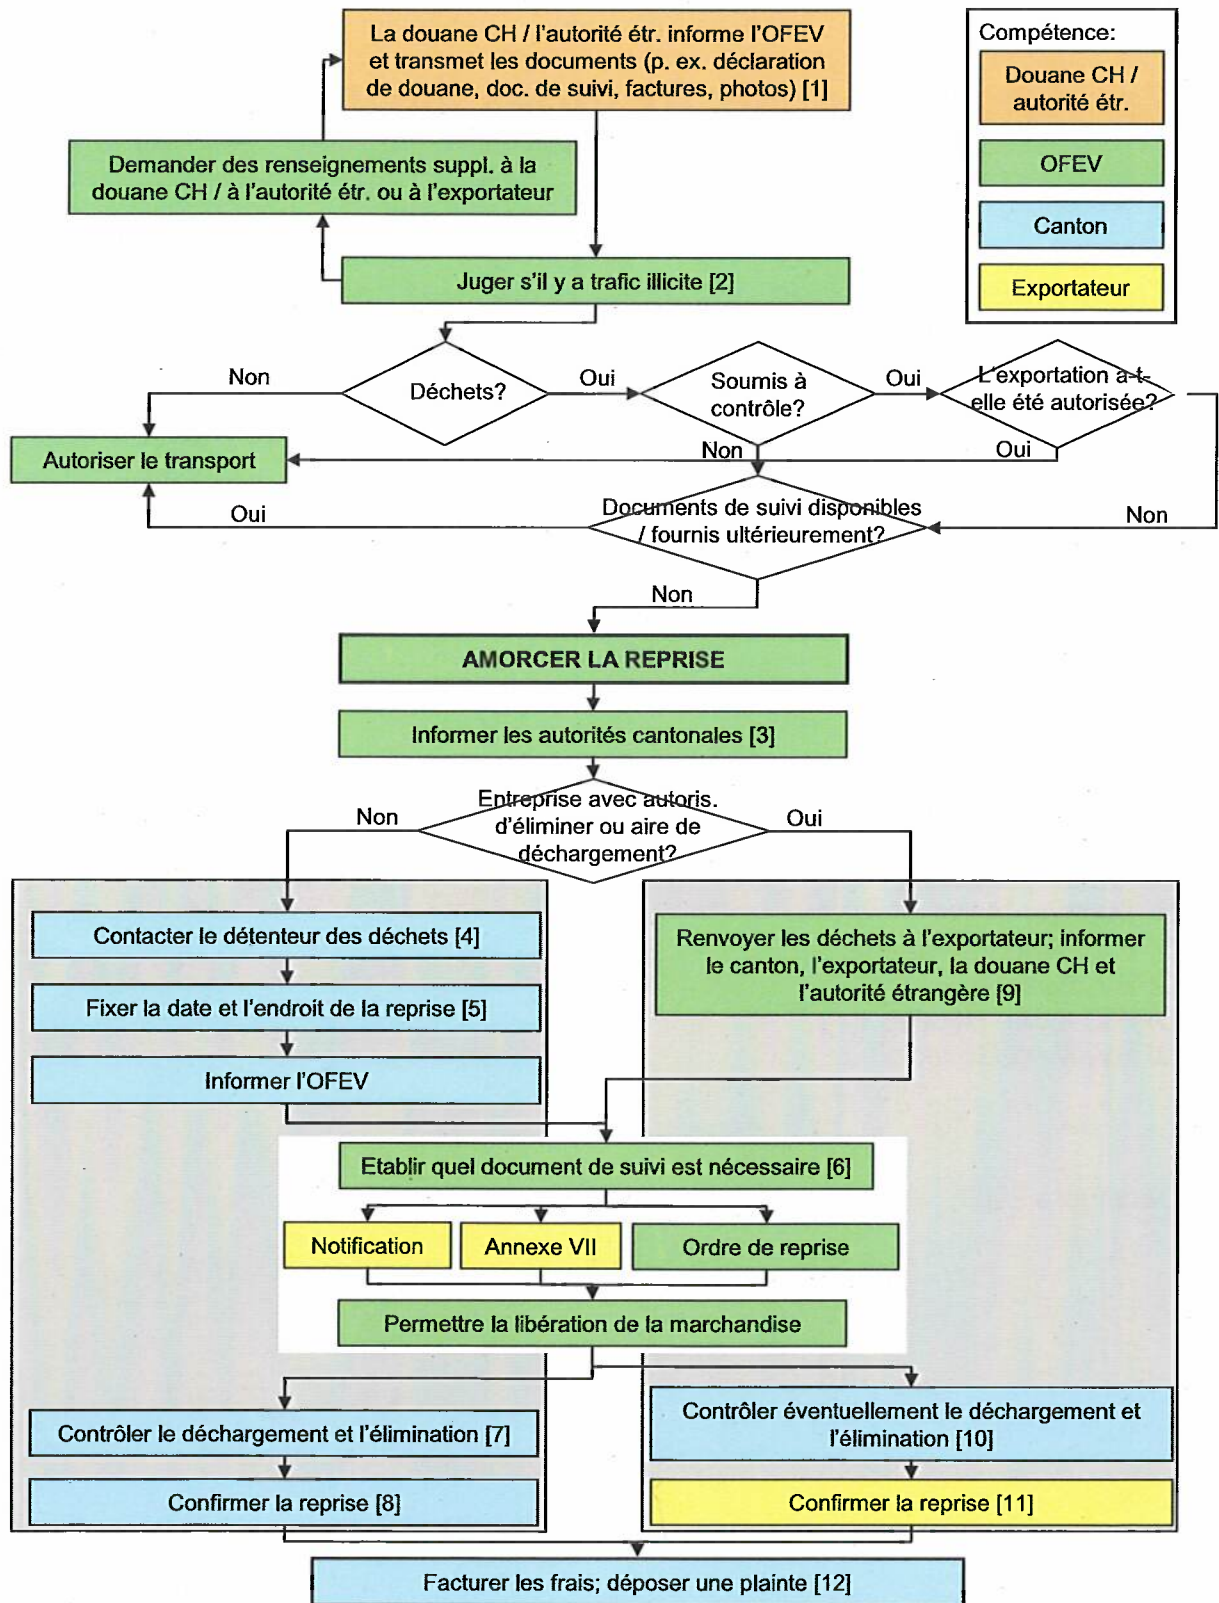 La douane CH / l'autorité étr. informe l'OFEV
et transmet les documents (p. ex. déclaration
de douane, doc. de suivi, factures, photos) [1]
Compétence:
Douane CH /
autorité étr.
OFEV
Canton
Exportateur
Demander des renseignements suppl. à la
douane CH / à l'autorité étr. ou à l'exportateur
Juger s'il y a trafic illicite [2]
Non
Déchets?
Oui
Soumis à
contrôle?
Oui
L'exportation a-t-
elle été autorisée?
Autoriser le transport
Non
Oui
Oui
Documents de suivi disponibles
/ fournis ultérieurement?
Non
Non
AMORCER LA REPRISE
Informer les autorités cantonales [3]
Non
Entreprise avec autoris.
d'éliminer ou aire de
déchargement?
Oui
Contacter le détenteur des déchets [4]
Fixer la date et l'endroit de la reprise [5]
Informer l'OFEV
Renvoyer les déchets à l'exportateur; informer
le canton, l'exportateur, la douane CH et
l'autorité étrangère [9]
Etablir quel document de suivi est nécessaire [6]
Notification
Annexe VII
Ordre de reprise
Permettre la libération de la marchandise
Contrôler le déchargement et l'élimination [7]
Confirmer la reprise [8]
Contrôler éventuellement le déchargement et
l'élimination [10]
Confirmer la reprise [11]
Facturer les frais; déposer une plainte [12]